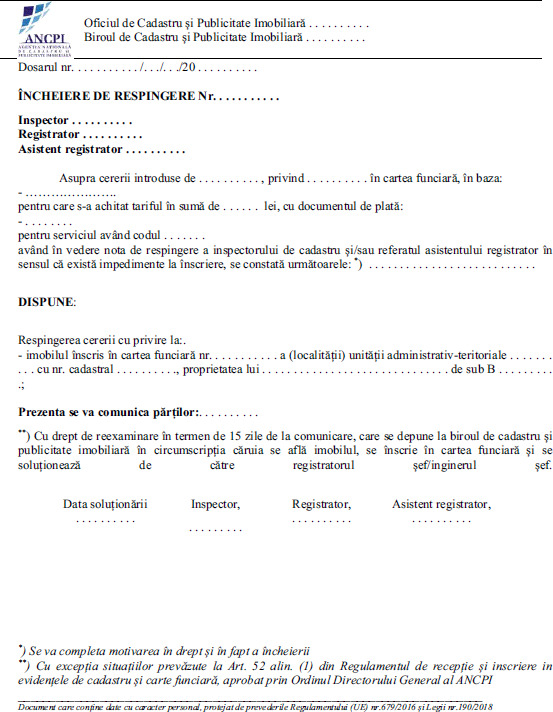 Oficiul de Cadastru și Publicitate Imobiliară . . . . . . . . . .
Biroul de Cadastru și Publicitate Imobiliară . . . . . . . . . .
ANCPI
AGENȚIA NAȚIONALĂ
DE CADASTRU ȘI
PUBLICITATE IMOBILIARĂ
Dosarul nr. . . . . . . . . . . /. . ./. . ./20 . . . . . . . . . .
ÎNCHEIERE DE RESPINGERE Nr. . . . . . . . . . .
Inspector . . . . . . . . . .
Registrator . . . . . . . . . .
Asistent registrator . . . . . . . . . .
Asupra cererii introduse de . . . . . . . . . . , privind . . . . . . . . . . în cartea funciară, în baza:
- …………………..
pentru care s-a achitat tariful în sumă de . . . . . . lei, cu documentul de plată:
- . . . . . . . .
pentru serviciul având codul . . . . . . .
având în vedere nota de respingere a inspectorului de cadastru și/sau referatul asistentului registrator în
sensul că există impedimente la înscriere, se constată următoarele: *) . . . . . . . . . . . . . . . . . . . . . . . . . . . .
DISPUNE:
Respingerea cererii cu privire la:.
- imobilul înscris în cartea funciară nr. . . . . . . . . . . a (localității) unității administrativ-teritoriale . . . . . . .
. . . cu nr. cadastral . . . . . . . . . ., proprietatea lui . . . . . . . . . . . . . . . . . . . . . . . . . . . . . . de sub B . . . . . . . . .
.;
Prezenta se va comunica părților:. . . . . . . . . .
**) Cu drept de reexaminare în termen de 15 zile de la comunicare, care se depune la biroul de cadastru și
publicitate imobiliară în circumscripția căruia se află imobilul, se înscrie în cartea funciară și se
soluționează de către registratorul șef/inginerul șef.
Data soluționării Inspector, Registrator, Asistent registrator,
. . . . . . . . . . . . . . . . . . . . . . . . . . . . . .
. . . . . . . . .
*) Se va completa motivarea în drept și în fapt a încheierii
**) Cu excepția situațiilor prevăzute la Art. 52 alin. (1) din Regulamentul de recepție și inscriere in
evidențele de cadastru și carte funciară, aprobat prin Ordinul Directorului General al ANCPI
Document care conține date cu caracter personal, protejat de prevederile Regulamentului (UE) nr.679/2016 și Legii nr.190/2018